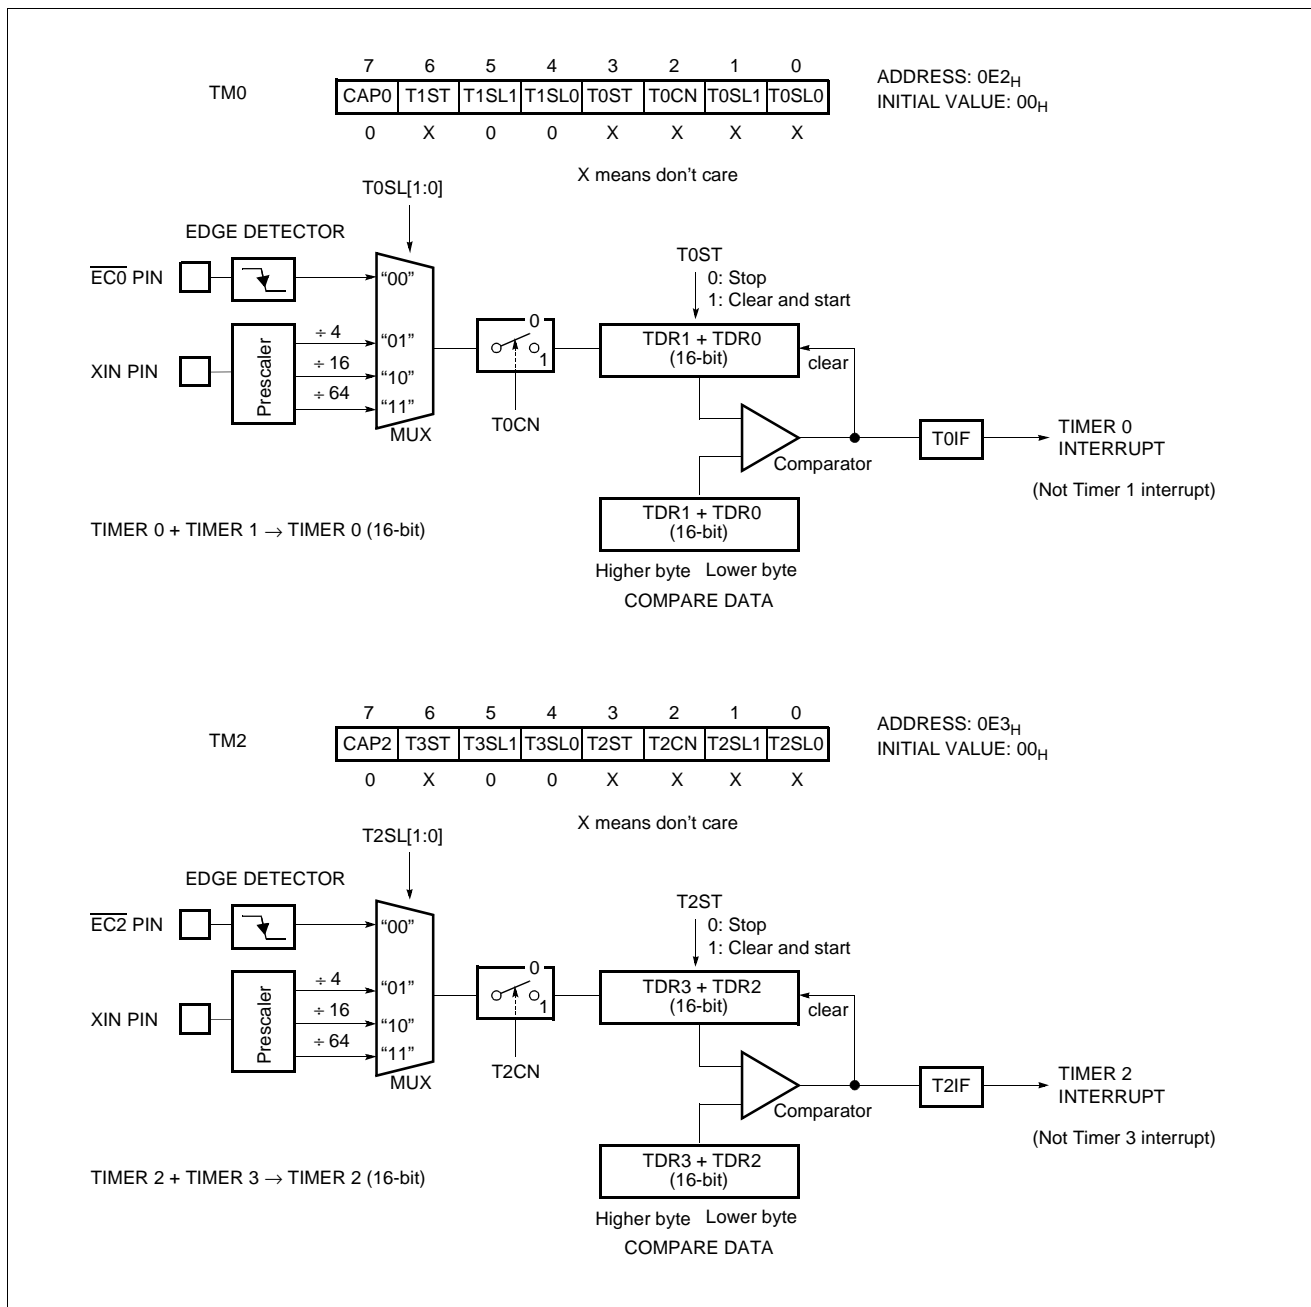 7 6 5 4 3 2 1 0
TM0 CAP0 T1ST T1SL1 T1SL0 T0ST T0CN T0SL1 T0SL0
0 X 0 0 X X X X
ADDRESS: 0E2H
INITIAL VALUE: 00H
X means don't care
T0SL[1:0]
EDGE DETECTOR
EC0 PIN
“00”
XIN PIN
Prescaler
÷ 4
÷ 16
÷ 64
“01”
“10”
“11”
MUX
0
1
T0CN
T0ST
0: Stop
1: Clear and start
TDR1 + TDR0
(16-bit)
clear
Comparator
T0IF
TIMER 0
INTERRUPT
(Not Timer 1 interrupt)
TDR1 + TDR0
(16-bit)
Higher byte Lower byte
COMPARE DATA
TIMER 0 + TIMER 1 → TIMER 0 (16-bit)
7 6 5 4 3 2 1 0
TM2 CAP2 T3ST T3SL1 T3SL0 T2ST T2CN T2SL1 T2SL0
0 X 0 0 X X X X
ADDRESS: 0E3H
INITIAL VALUE: 00H
X means don't care
T2SL[1:0]
EDGE DETECTOR
EC2 PIN
“00”
XIN PIN
Prescaler
÷ 4
÷ 16
÷ 64
“01”
“10”
“11”
MUX
0
1
T2CN
T2ST
0: Stop
1: Clear and start
TDR3 + TDR2
(16-bit)
clear
Comparator
T2IF
TIMER 2
INTERRUPT
(Not Timer 3 interrupt)
TDR3 + TDR2
(16-bit)
Higher byte Lower byte
COMPARE DATA
TIMER 2 + TIMER 3 → TIMER 2 (16-bit)